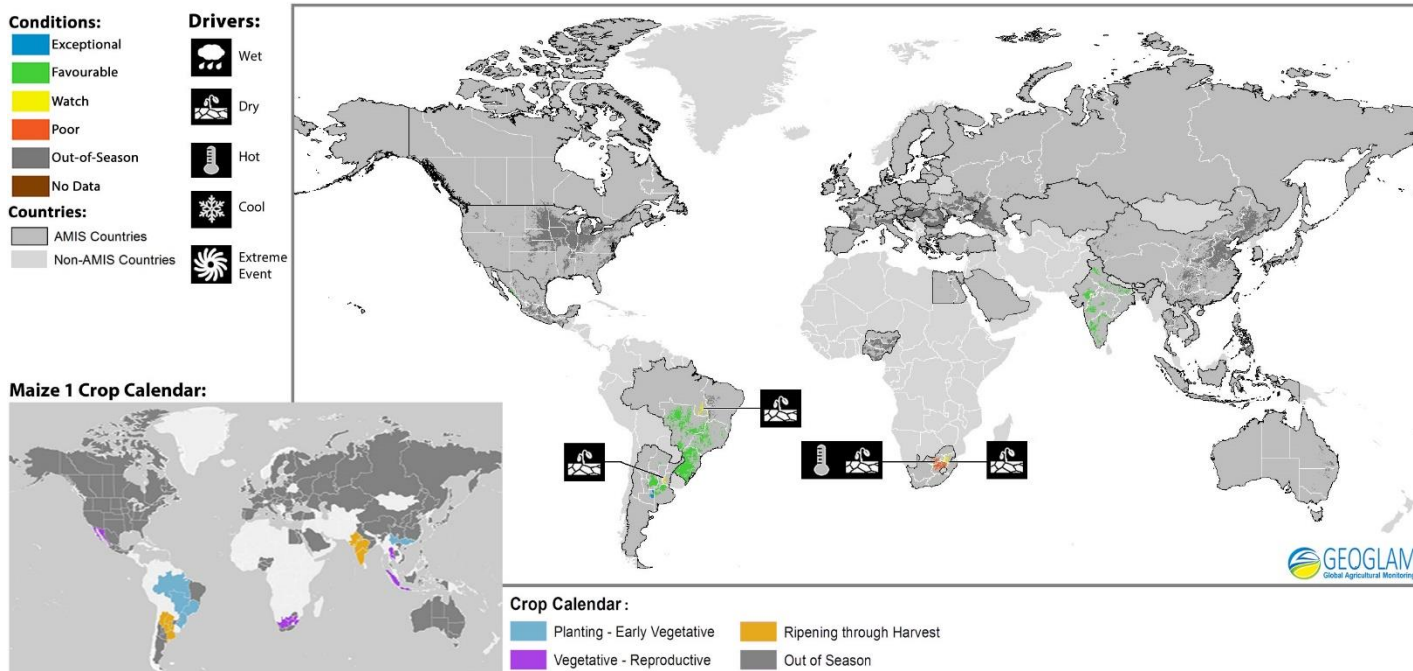 Conditions:
Exceptional
Favourable
Watch
Poor
Out-of-Season
No Data
Countries:
AMIS Countries
Non-AMIS Countries
Drivers:
Wet
Dry
Hot
Cool
Extreme
Event
Maize 1 Crop Calendar:
GEOGLAM
Global Agricultural Monitoring
Crop Calendar :
Planting - Early Vegetative
Vegetative - Reproductive
Ripening through Harvest
Out of Season